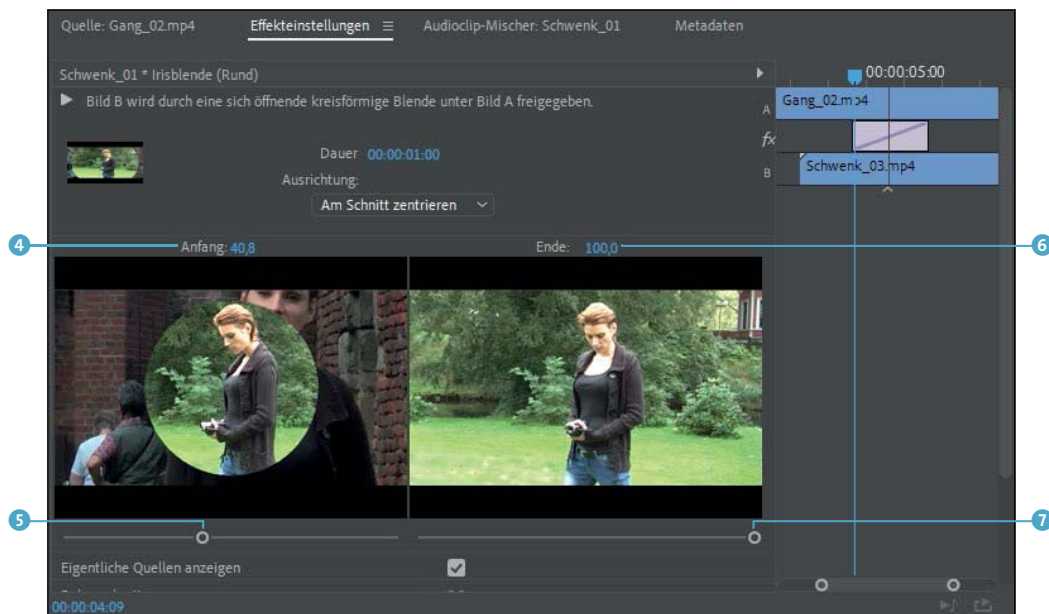 Quelle: Gang_02.mp4 Effekteinstellungen Audioclip-Mischer: Schwenk_01 Metadaten
Schwenk_01 * Irisblende (Rund)
00:00:05:00
Bild B wird durch eine sich öffnende kreisförmige Blende unter Bild A freigegeben.
A Gang_02.mp4
fx
Dauer 00:00:01:00
B Schwenk_03.mp4
Ausrichtung:
Am Schnitt zentrieren
4 Anfang: 40,8 Ende: 100,0 6
5 7
Eigentliche Quellen anzeigen
00:00:04:09